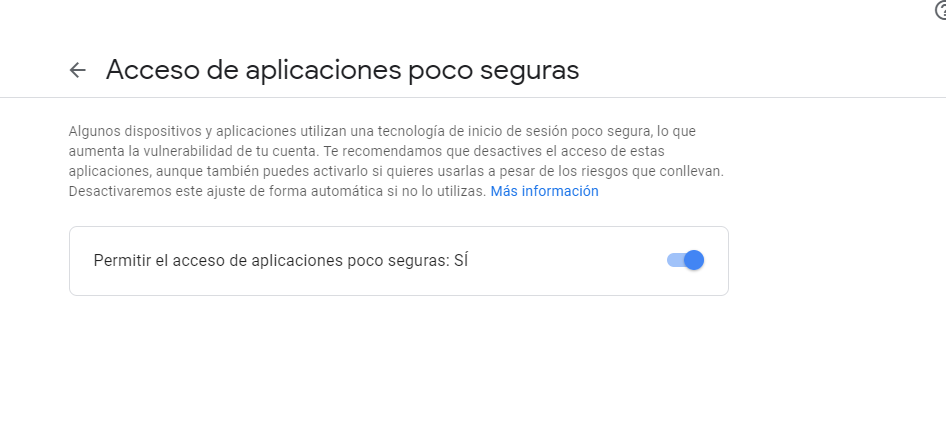 Acceso de aplicaciones poco seguras
Algunos dispositivos y aplicaciones utilizan una tecnología de inicio de sesión poco segura, lo que
aumenta la vulnerabilidad de tu cuenta. Te recomendamos que desactives el acceso de estas
aplicaciones, aunque también puedes activarlo si quieres usarlas a pesar de los riesgos que conllevan.
Desactivaremos este ajuste de forma automática si no lo utilizas. Más información
Permitir el acceso de aplicaciones poco seguras: SÍ